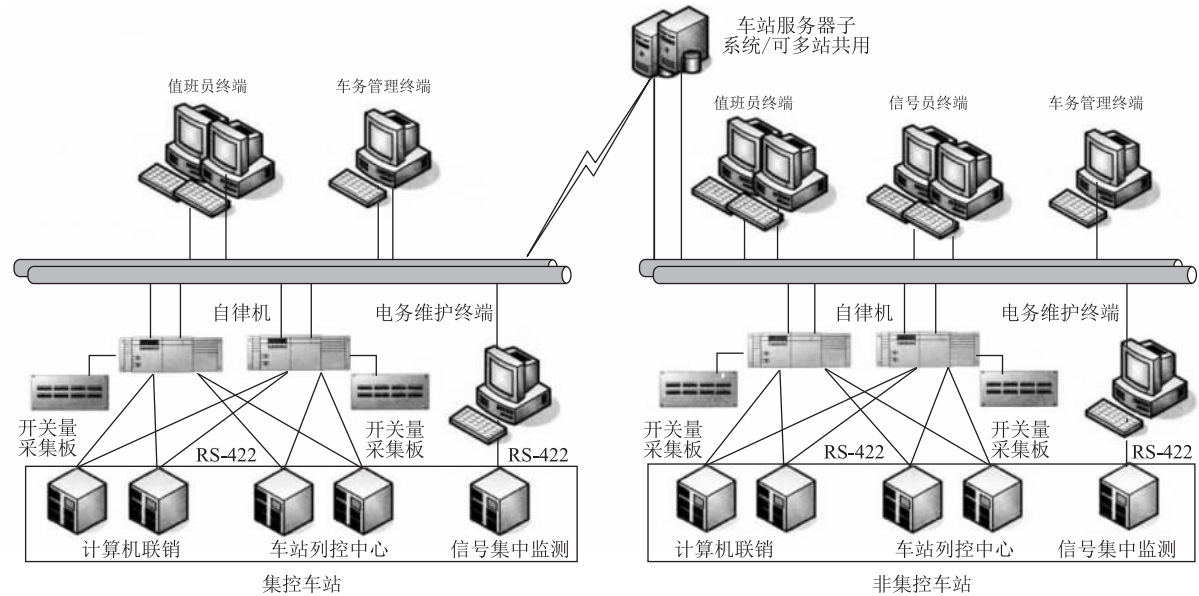 车站服务器子
系统/可多站共用
值班员终端
车务管理终端
值班员终端
信号员终端
车务管理终端
自律机
电务维护终端
开关量
采集板
开关量
采集板
RS-422
RS-422
计算机联销
车站列控中心
信号集中监测
集控车站
自律机
电务维护终端
开关量
采集板
开关量
采集板
RS-422
RS-422
计算机联销
车站列控中心
信号集中监测
非集控车站